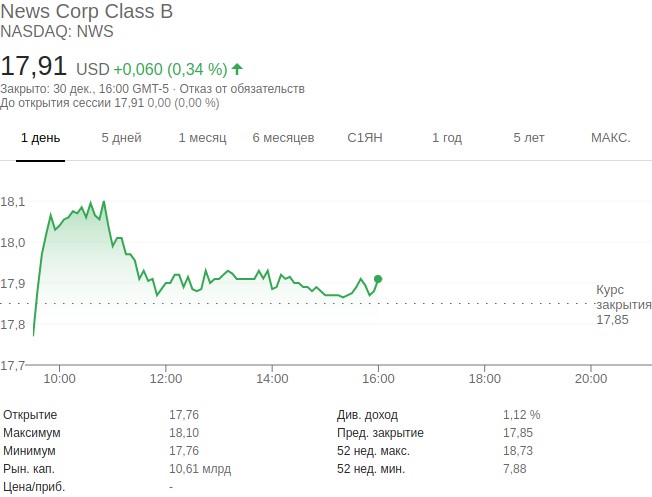 News Corp Class B
NASDAQ: NWS
17,91 USD +0,060 (0,34 %)
Закрыто: 30 дек., 16:00 GMT-5 · Отказ от обязательств
До открытия сессии 17,91 0,00 (0,00 %)
1 день 5 дней 1 месяц 6 месяцев С1ЯН 1 год 5 лет МАКС.
18,1
18,0
17,9
Курс
закрытия
17,85
17,8
17,7
10:00 12:00 14:00 16:00 18:00 20:00
Открытие 17,76 Див. доход 1,12 %
Максимум 18,10 Пред. закрытие 17,85
Минимум 17,76 52 нед. макс. 18,73
Рын. кап. 10,61 млрд 52 нед. мин. 7,88
Цена/приб. -